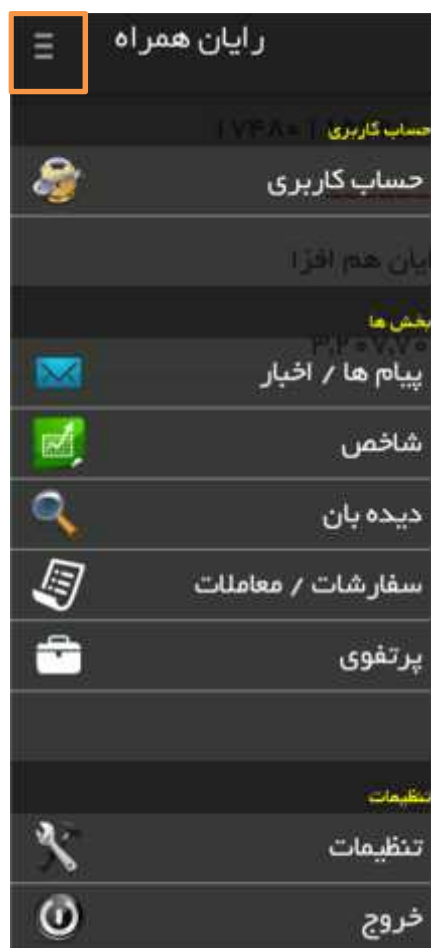 رایان همراه
حساب کاربری
حساب کاربری
ایان هم افزا
بخش ها
پیام ها / اخبار
شاخص
دیده بان
سفارشات / معاملات
پرتفوی
تنظیمات
تنظیمات
خروج